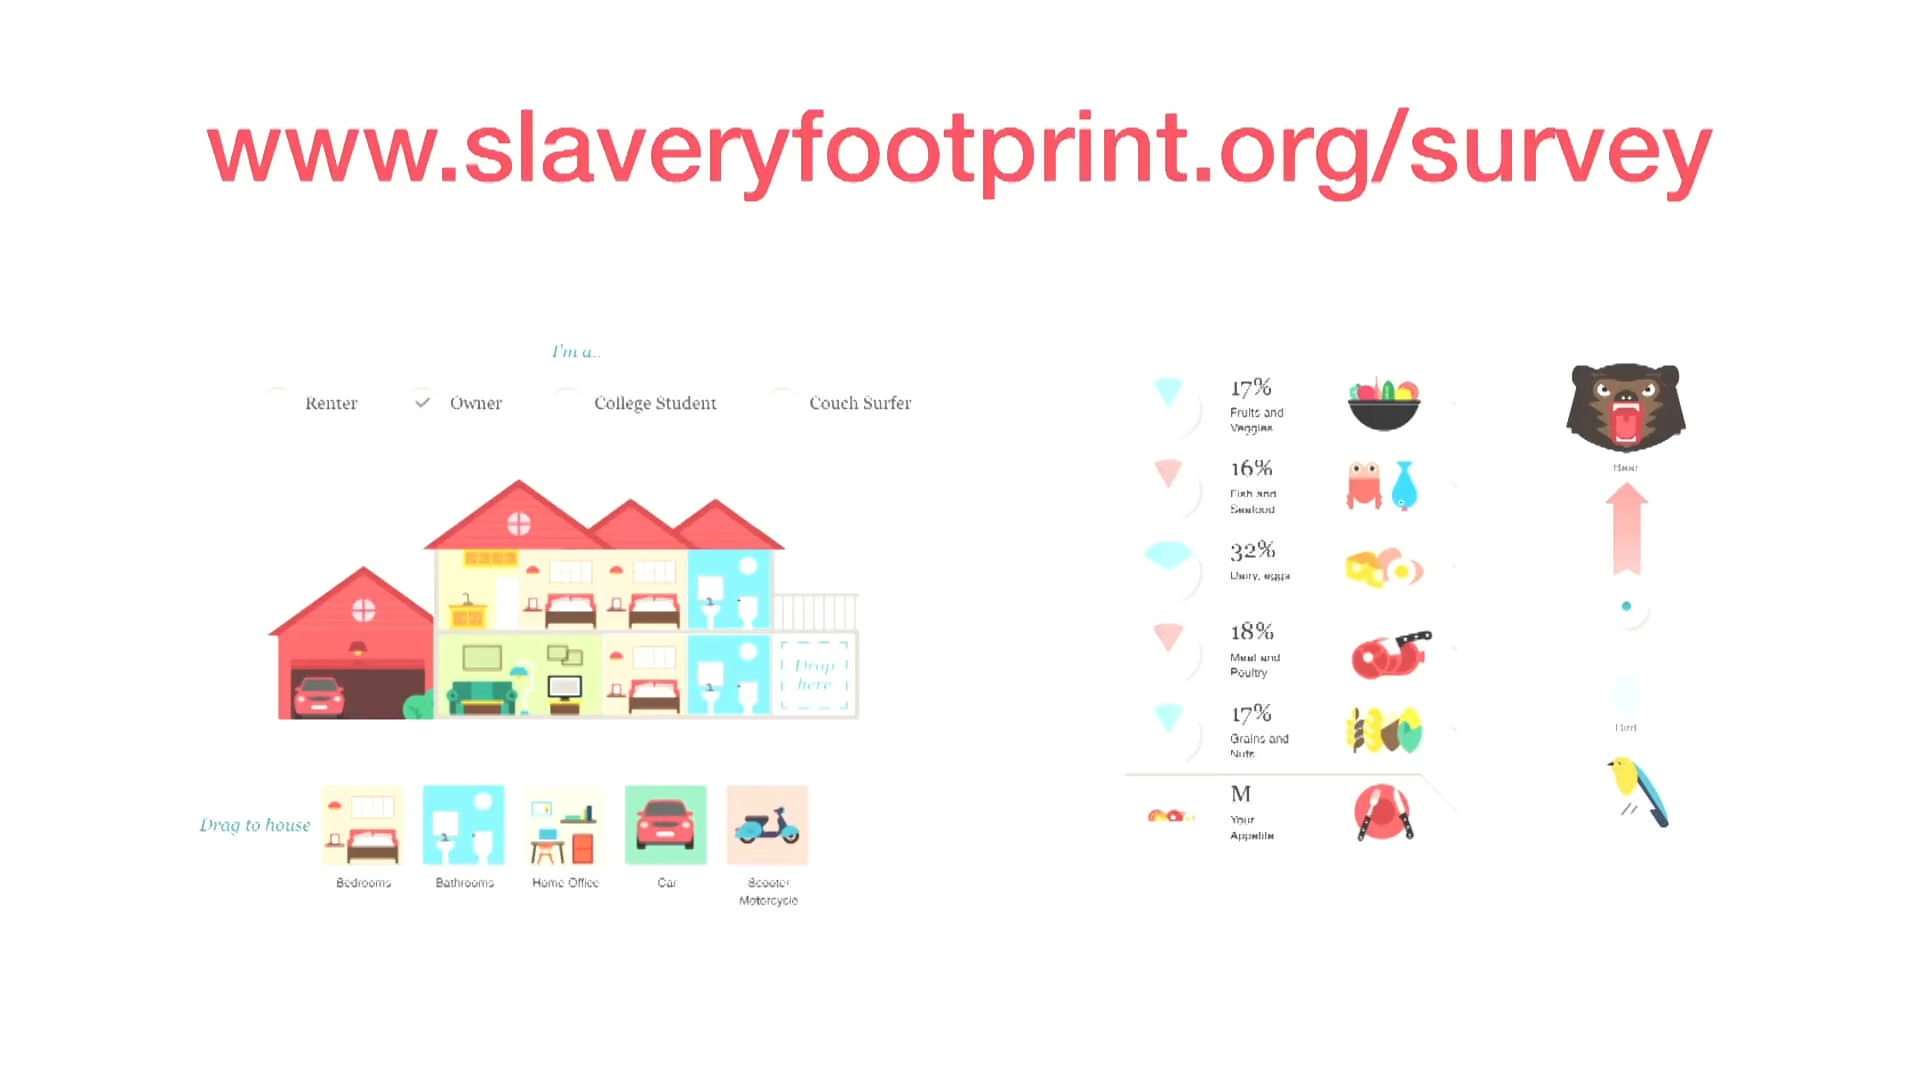 www.slaveryfootprint.org/survey
I'm a..
Renter
Owner
College Student
Couch Surfer
Drop
here
Drag to house
Bedrooms
Bathrooms
Home Office
Car
Scooter
Motorcycle
17%
Fruits and
Veggies
16%
Fish and
Seafood
32%
Dairy, eggs
18%
Meat and
Poultry
17%
Grains and
Nuts
M
Your
Appetite
Bear
Bird